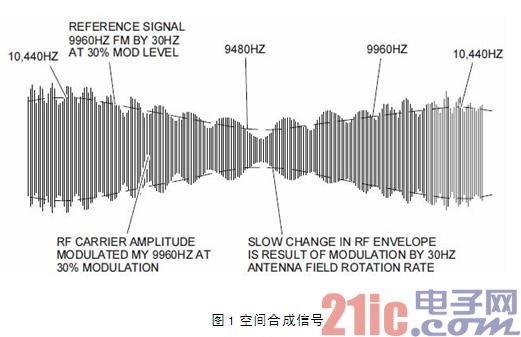 REFERENCE SIGNAL
9960HZ FM BY 30HZ
AT 30% MOD LEVEL
10,440HZ
9480HZ
9960HZ
10,440HZ
RF CARRIER AMPLITUDE
MODULATED MY 9960HZ AT
30% MODULATION
SLOW CHANGE IN RF ENVELOPE
IS RESULT OF MODULATION BY 30HZ
ANTENNA FIELD ROTATION RATE
图 1 空间合成信号
21ic电子网
21ic.com